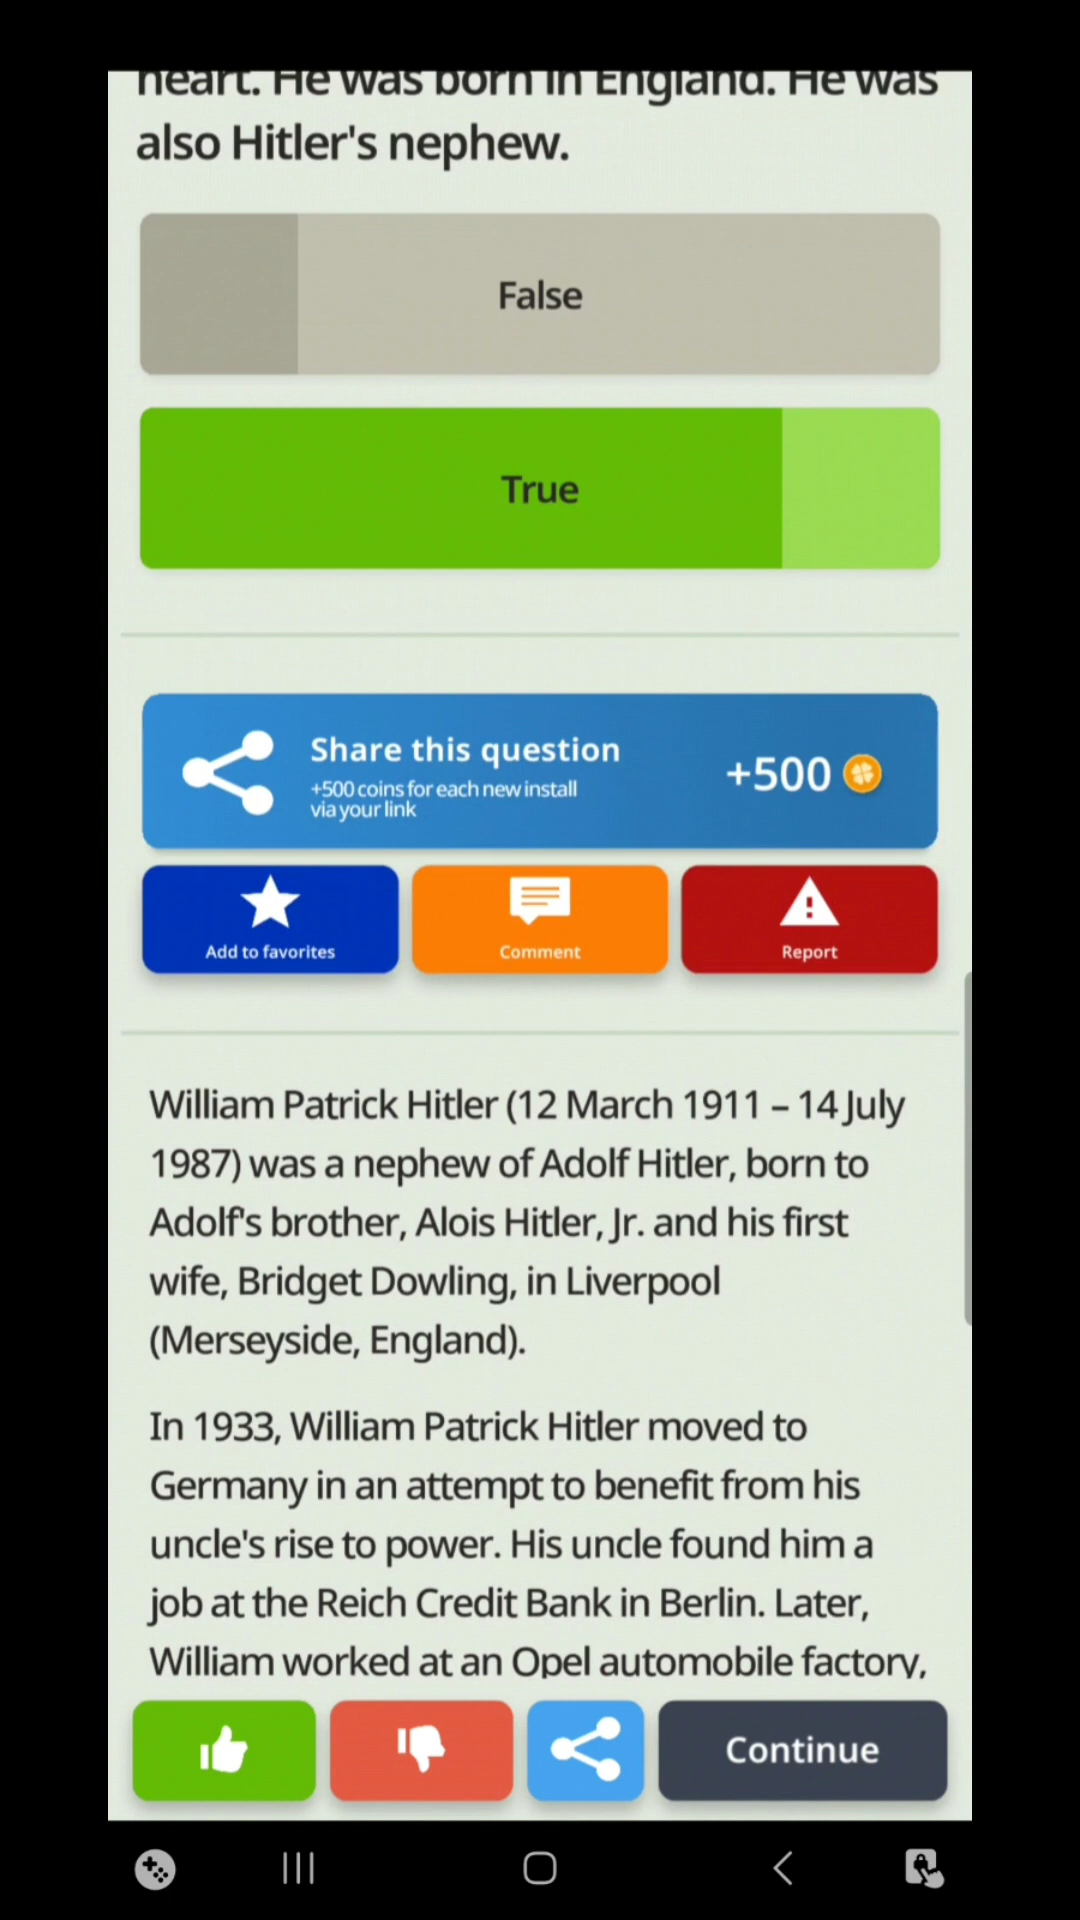 heart. He was born in England. He was
also Hitler's nephew.
False
True
Share this question
+500 coins for each new install
via your link
+500
Add to favorites
Comment
Report
William Patrick Hitler (12 March 1911 – 14 July
1987) was a nephew of Adolf Hitler, born to
Adolf's brother, Alois Hitler, Jr. and his first
wife, Bridget Dowling, in Liverpool
(Merseyside, England).
In 1933, William Patrick Hitler moved to
Germany in an attempt to benefit from his
uncle's rise to power. His uncle found him a
job at the Reich Credit Bank in Berlin. Later,
William worked at an Opel automobile factory,
Continue